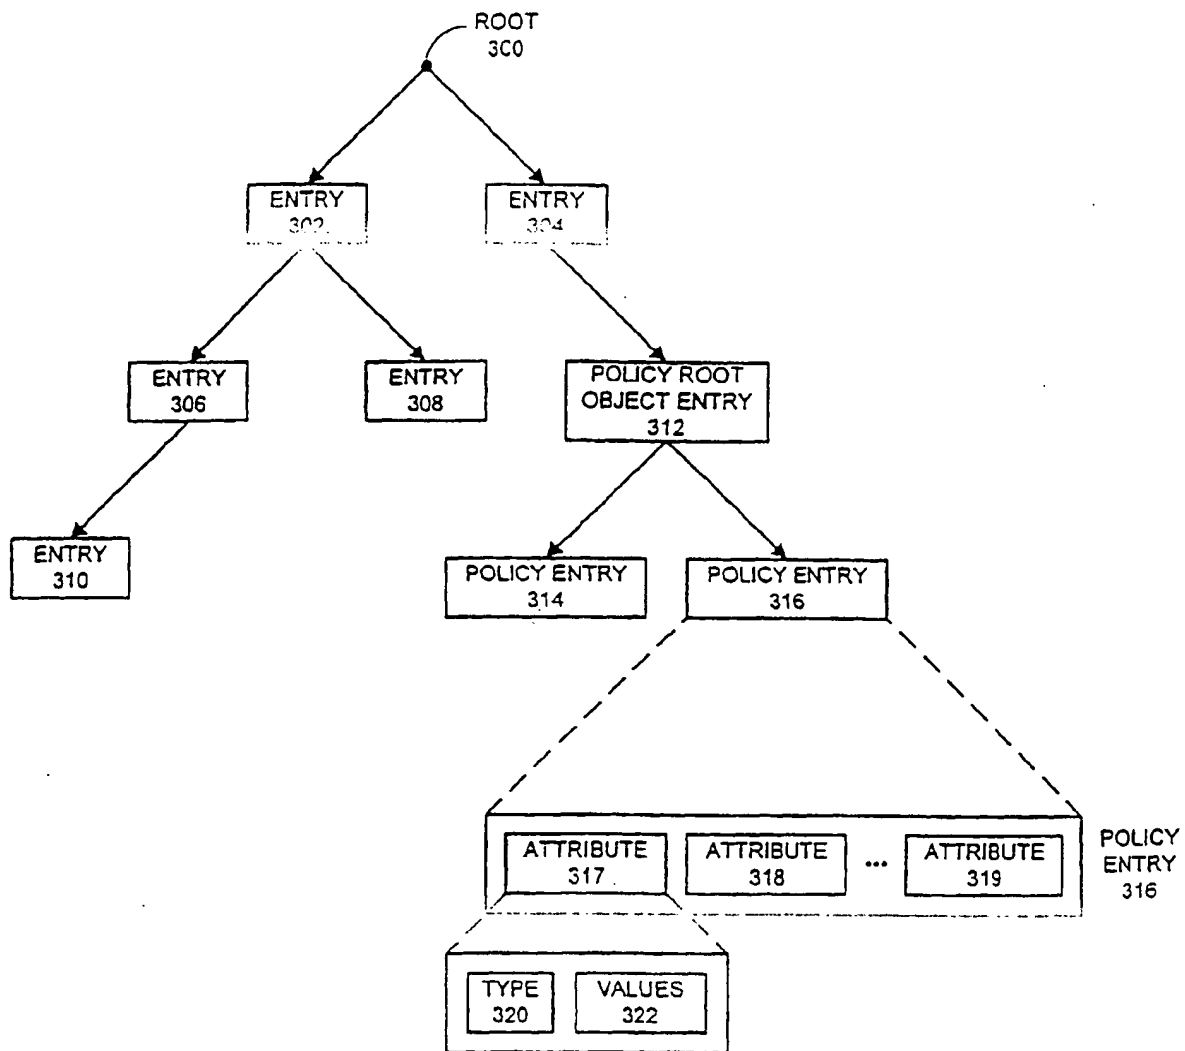 ROOT
300
ENTRY
302
ENTRY
304
ENTRY
306
ENTRY
308
POLICY ROOT
OBJECT ENTRY
312
ENTRY
310
POLICY ENTRY
314
POLICY ENTRY
316
ATTRIBUTE
317
ATTRIBUTE
318
...
ATTRIBUTE
319
POLICY
ENTRY
316
TYPE
320
VALUES
322